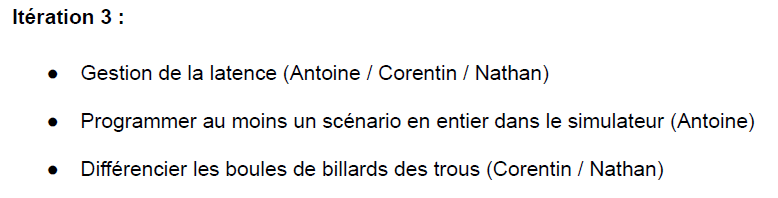 Itération 3 :
● Gestion de la latence (Antoine / Corentin / Nathan)
● Programmer au moins un scénario en entier dans le simulateur (Antoine)
● Différencier les boules de billards des trous (Corentin / Nathan)